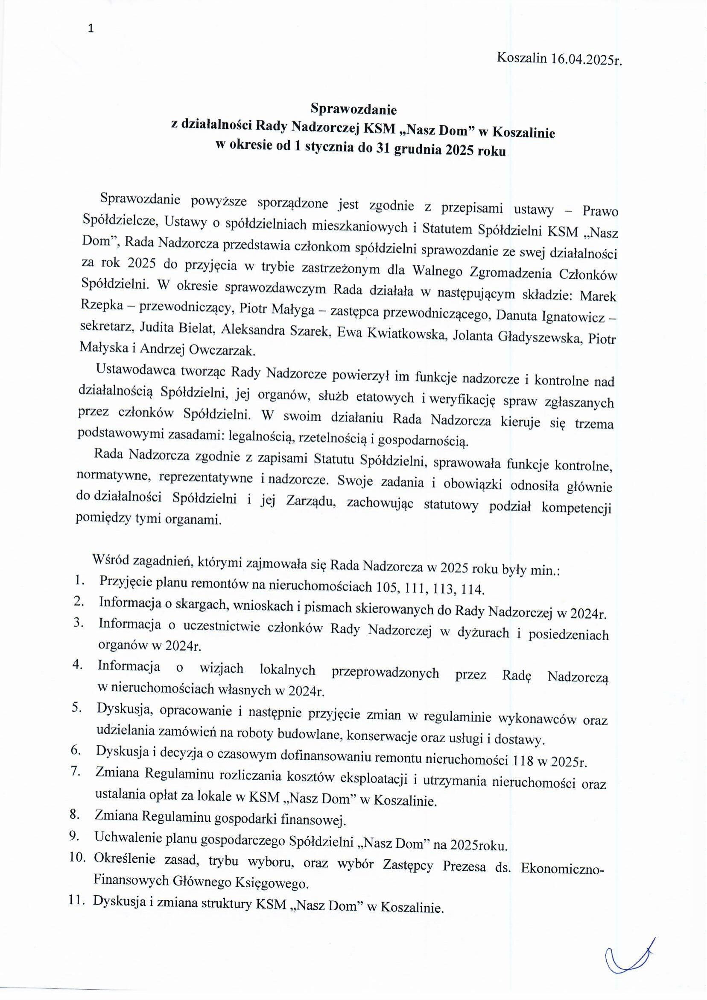 1
Koszalin 16.04.2025r.
Sprawozdanie
z działalności Rady Nadzorczej KSM „Nasz Dom” w Koszalinie
w okresie od 1 stycznia do 31 grudnia 2025 roku
Sprawozdanie powyższe sporządzone jest zgodnie z przepisami ustawy – Prawo
Spółdzielcze, Ustawy o spółdzielniach mieszkaniowych i Statutem Spółdzielni KSM „Nasz
Dom”, Rada Nadzorcza przedstawia członkom spółdzielni sprawozdanie ze swej działalności
za rok 2025 do przyjęcia w trybie zastrzeżonym dla Walnego Zgromadzenia Członków
Spółdzielni. W okresie sprawozdawczym Rada działała w następującym składzie: Marek
Rzepka – przewodniczący, Piotr Małyga – zastępca przewodniczącego, Danuta Ignatowicz –
sekretarz, Judita Bielat, Aleksandra Szarek, Ewa Kwiatkowska, Jolanta Gładyszewska, Piotr
Małyska i Andrzej Owczarzak.
Ustawodawca tworząc Rady Nadzorcze powierzył im funkcje nadzorcze i kontrolne nad
działalnością Spółdzielni, jej organów, służb etatowych i weryfikację spraw zgłaszanych
przez członków Spółdzielni. W swoim działaniu Rada Nadzorcza kieruje się trzema
podstawowymi zasadami: legalnością, rzetelnością i gospodarnością.
Rada Nadzorcza zgodnie z zapisami Statutu Spółdzielni, sprawowała funkcje kontrolne,
normatywne, reprezentatywne i nadzorcze. Swoje zadania i obowiązki odnosiła głównie
do działalności Spółdzielni i jej Zarządu, zachowując statutowy podział kompetencji
pomiędzy tymi organami.
Wśród zagadnień, którymi zajmowała się Rada Nadzorcza w 2025 roku były min.:
1. Przyjęcie planu remontów na nieruchomościach 105, 111, 113, 114.
2. Informacja o skargach, wnioskach i pismach skierowanych do Rady Nadzorczej w 2024r.
3. Informacja o uczestnictwie członków Rady Nadzorczej w dyżurach i posiedzeniach
organów w 2024r.
4. Informacja o wizjach lokalnych przeprowadzonych przez Radę Nadzorczą
w nieruchomościach własnych w 2024r.
5. Dyskusja, opracowanie i następnie przyjęcie zmian w regulaminie wykonawców oraz
udzielania zamówień na roboty budowlane, konserwacje oraz usługi i dostawy.
6. Dyskusja i decyzja o czasowym dofinansowaniu remontu nieruchomości 118 w 2025r.
7. Zmiana Regulaminu rozliczania kosztów eksploatacji i utrzymania nieruchomości oraz
ustalania opłat za lokale w KSM „Nasz Dom” w Koszalinie.
8. Zmiana Regulaminu gospodarki finansowej.
9. Uchwalenie planu gospodarczego Spółdzielni „Nasz Dom” na 2025roku.
10. Określenie zasad, trybu wyboru, oraz wybór Zastępcy Prezesa ds. Ekonomiczno-
Finansowych Głównego Księgowego.
11. Dyskusja i zmiana struktury KSM „Nasz Dom” w Koszalinie.